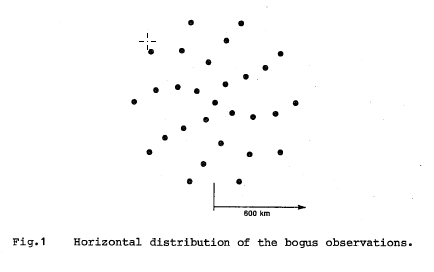 600 km
Fig.1 Horizontal distribution of the bogus observations.